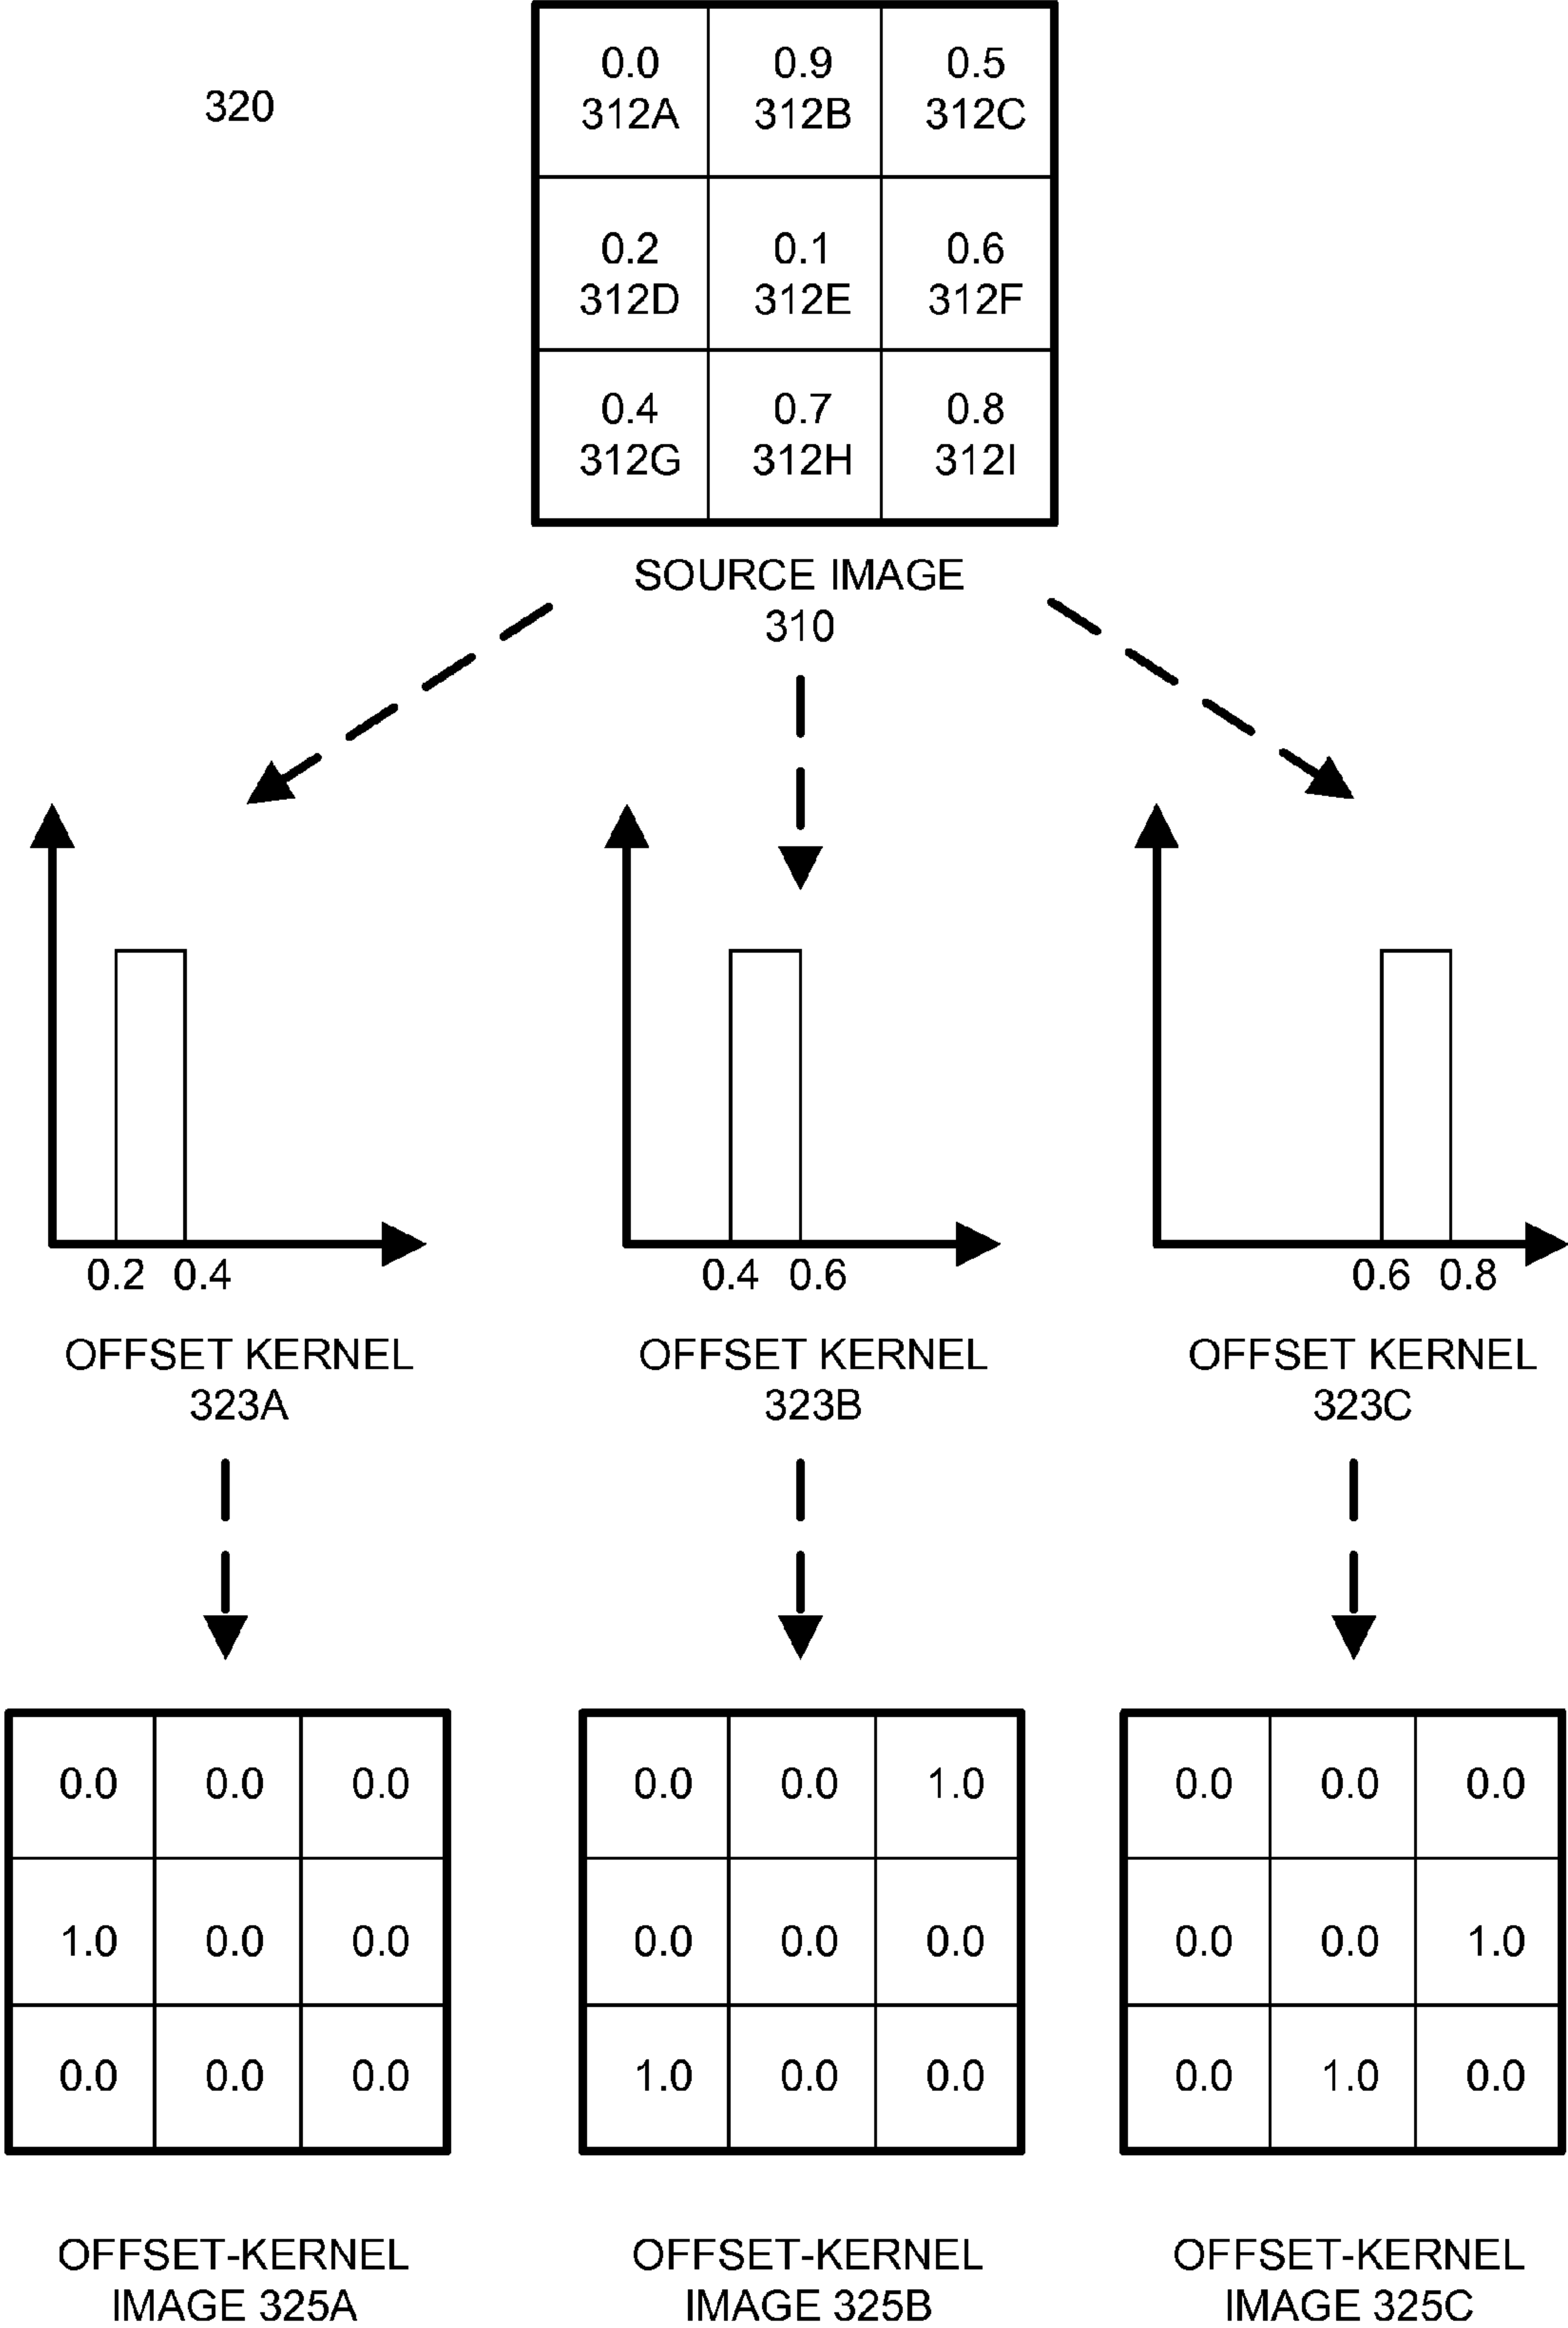 320
0.0 0.9 0.5
312A 312B 312C
0.2 0.1 0.6
312D 312E 312F
0.4 0.7 0.8
312G 312H 312I
SOURCE IMAGE
310
0.2 0.4
OFFSET KERNEL
323A
0.4 0.6
OFFSET KERNEL
323B
0.6 0.8
OFFSET KERNEL
323C
0.0 0.0 0.0
1.0 0.0 0.0
0.0 0.0 0.0
OFFSET-KERNEL
IMAGE 325A
0.0 0.0 1.0
0.0 0.0 0.0
1.0 0.0 0.0
OFFSET-KERNEL
IMAGE 325B
0.0 0.0 0.0
0.0 0.0 1.0
0.0 1.0 0.0
OFFSET-KERNEL
IMAGE 325C